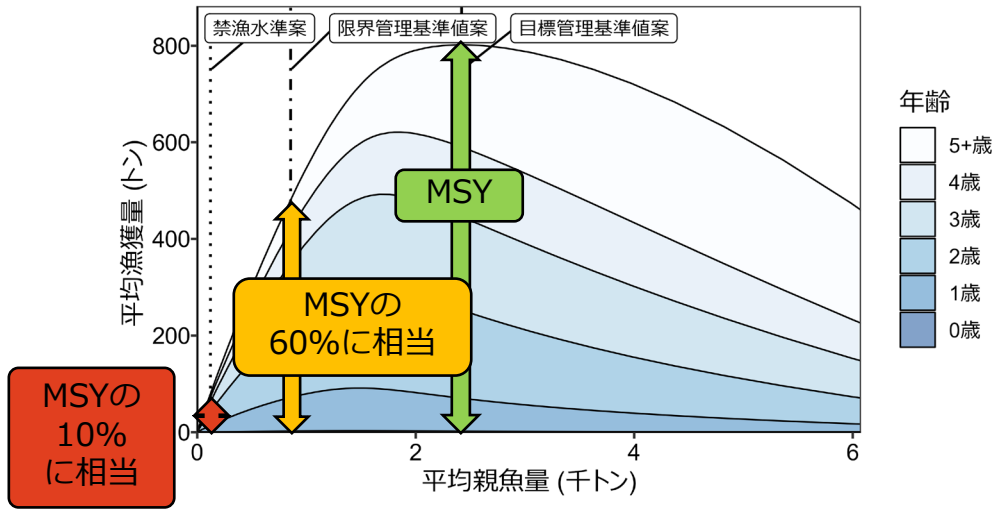 禁漁水準案
限界管理基準値案
目標管理基準値案
平均漁獲量 (トン)
800
600
400
200
0
MSY
MSYの
60%に相当
MSYの
10%
に相当
0
2
4
6
平均親魚量 (千トン)
年齢
5+歳
4歳
3歳
2歳
1歳
0歳